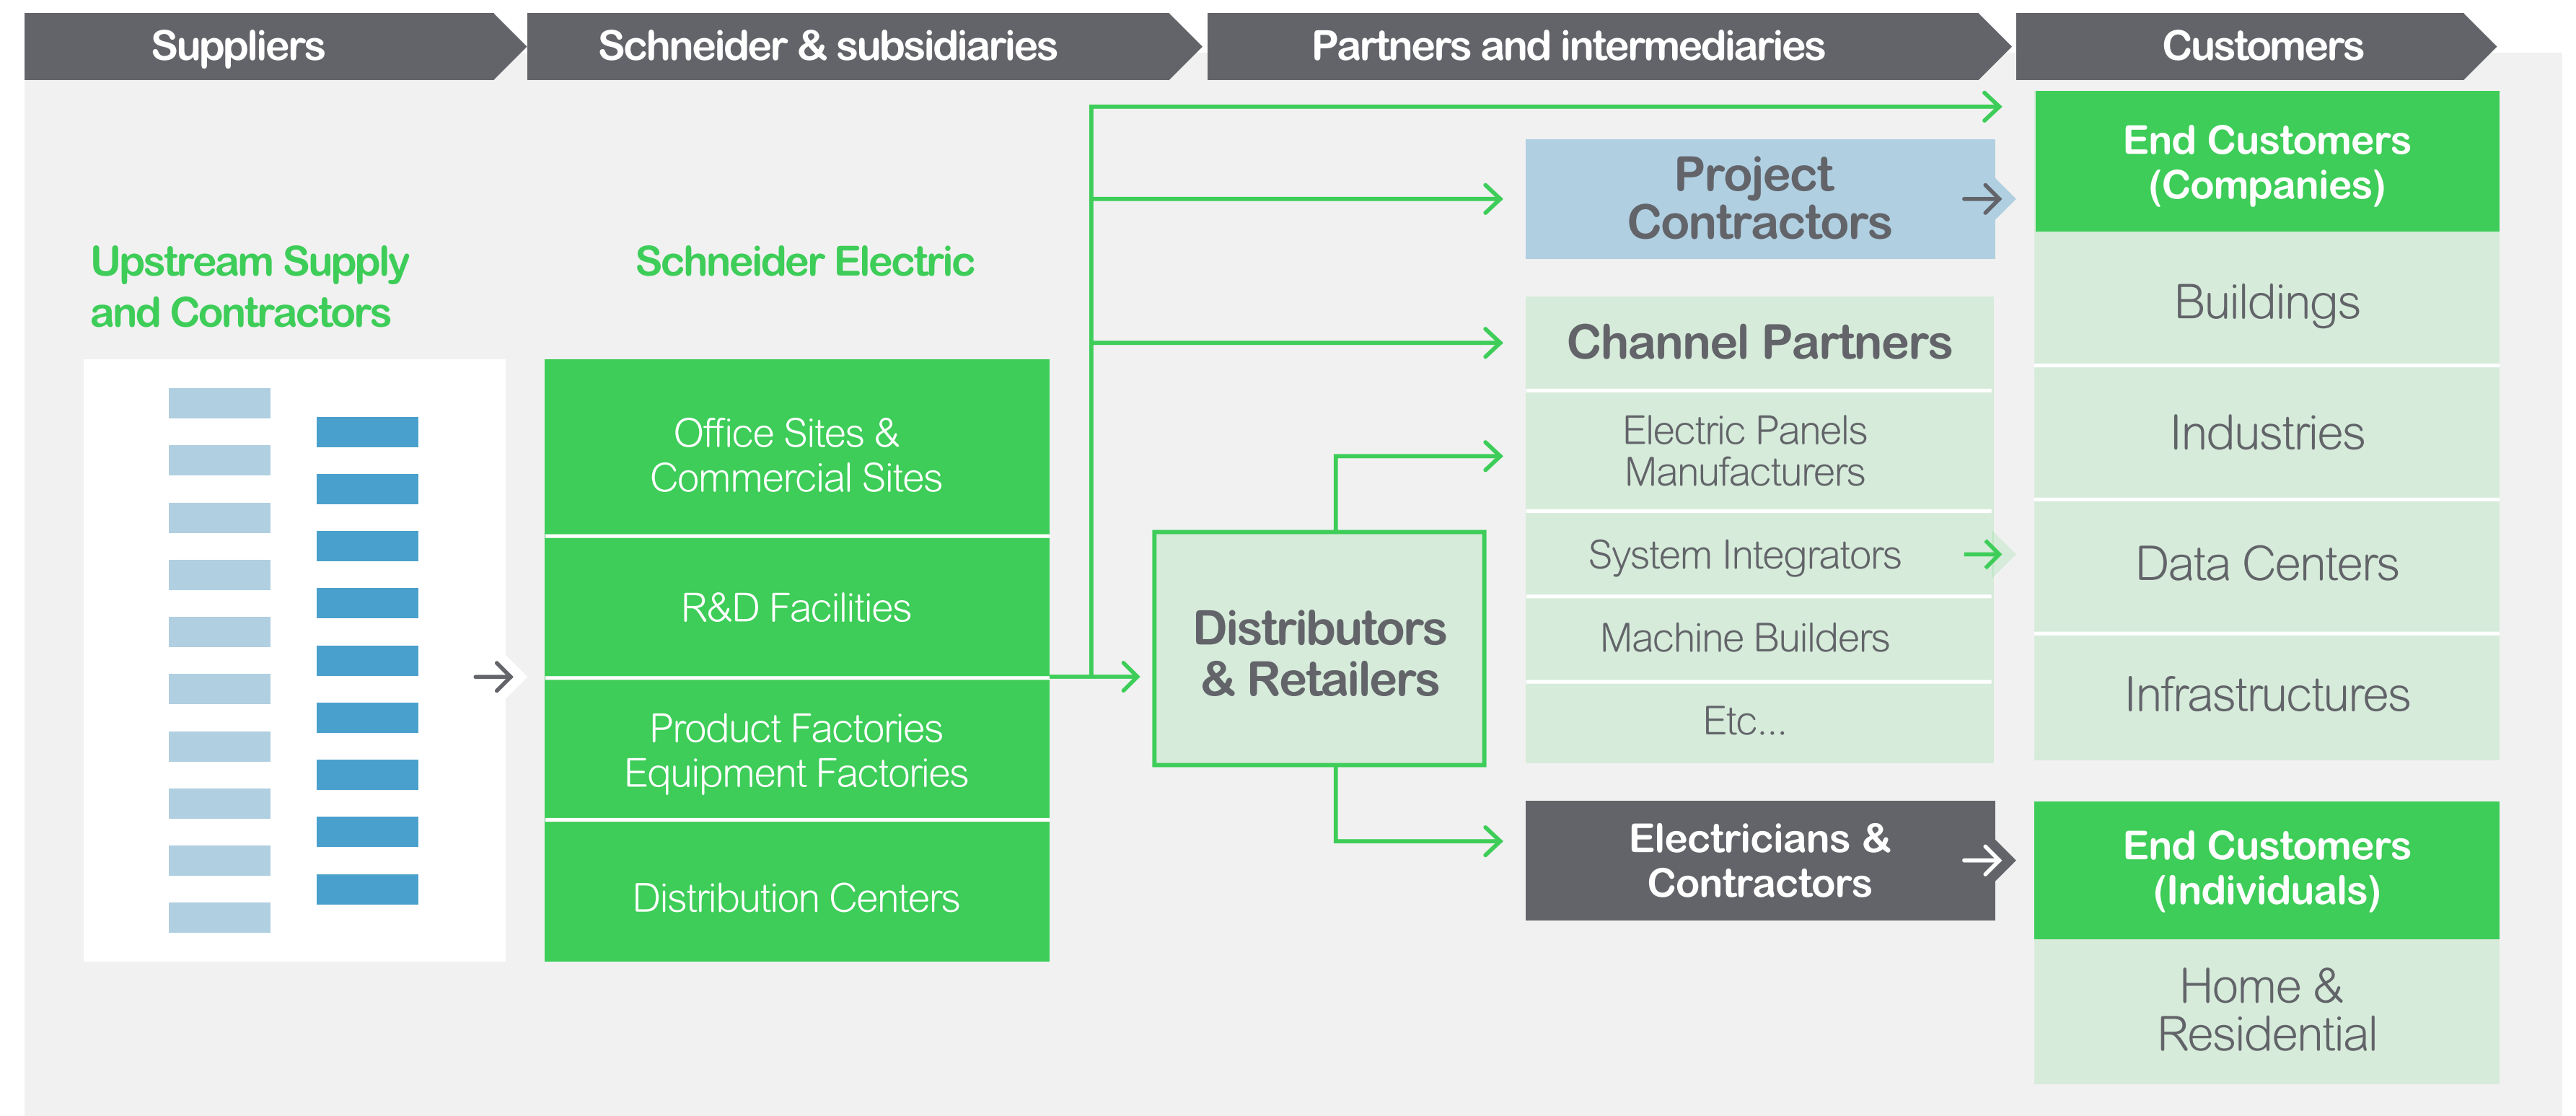 Suppliers
Schneider & subsidiaries
Partners and intermediaries
Customers
Upstream Supply
and Contractors
Schneider Electric
Office Sites &
Commercial Sites
R&D Facilities
Product Factories
Equipment Factories
Distribution Centers
Distributors
& Retailers
Project
Contractors
Channel Partners
Electric Panels
Manufacturers
System Integrators
Machine Builders
Etc...
Electricians &
Contractors
End Customers
(Companies)
Buildings
Industries
Data Centers
Infrastructures
End Customers
(Individuals)
Home &
Residential